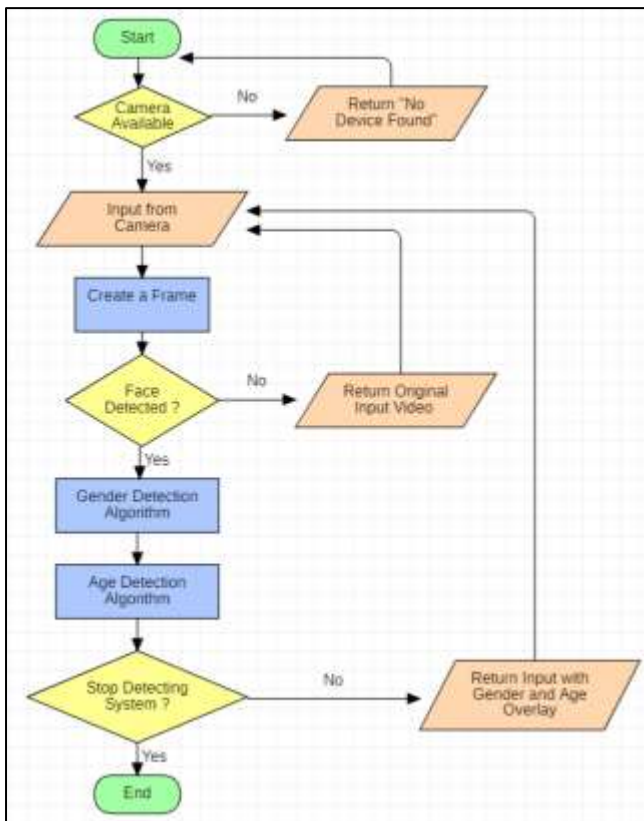 Start
Camera
Available
No
Return "No
Device Found"
Yes
Input from
Camera
Create a Frame
Face
Detected ?
No
Return Original
Input Video
Yes
Gender Detection
Algorithm
Age Detection
Algorithm
Stop Detecting
System ?
No
Return Input with
Gender and Age
Overlay
Yes
End